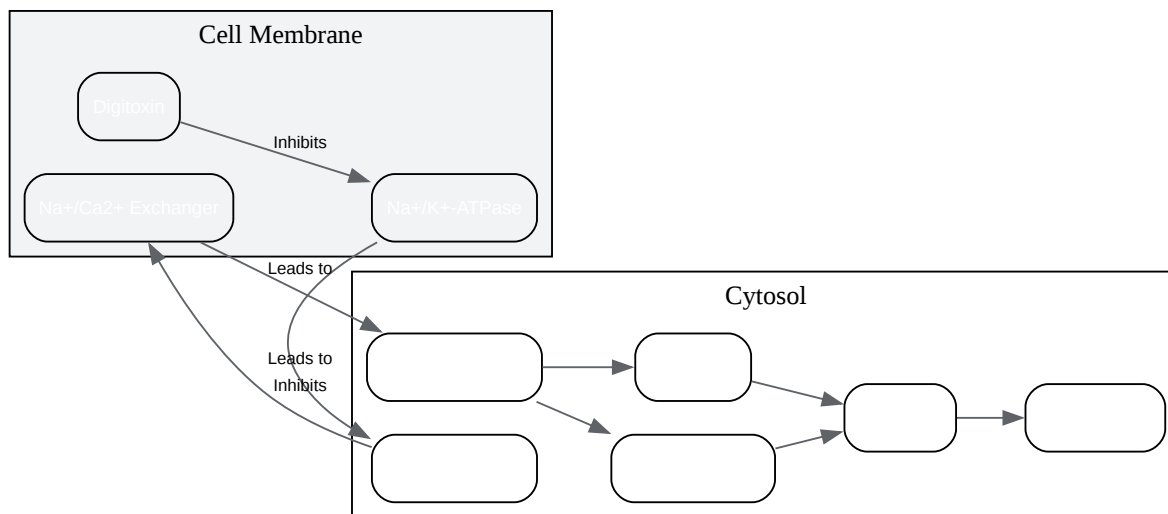 Cell Membrane
Digitoxin
Inhibits
Na+/Ca2+ Exchanger
Na+/K+-ATPase
Leads to
Cytosol
Leads to
Inhibits